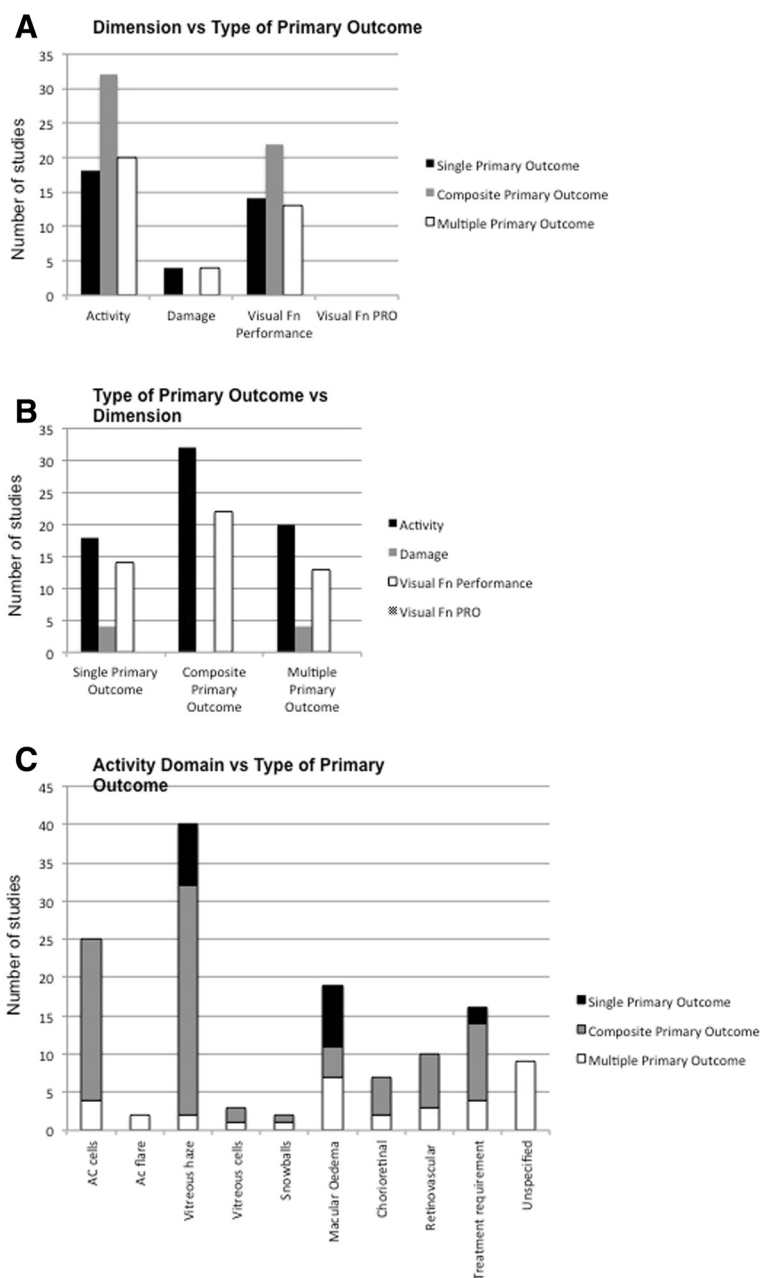 A
Dimension vs Type of Primary Outcome
35
30
25
20
15
10
5
0
Number of studies
Activity
Damage
Visual Fn
Performance
Visual Fn PRO
Single Primary Outcome
Composite Primary Outcome
Multiple Primary Outcome
B
Type of Primary Outcome vs
Dimension
35
30
25
20
15
10
5
0
Number of studies
Single Primary
Outcome
Composite
Primary
Outcome
Multiple
Primary
Outcome
Activity
Damage
Visual Fn Performance
Visual Fn PRO
C
Activity Domain vs Type of Primary
Outcome
45
40
35
30
25
20
15
10
5
0
Number of studies
AC cells
Ac flare
Vitreous haze
Vitreous cells
Snowballs
Macular Oedema
Chorioretinal
Retinovascular
Treatment requirement
Unspecified
Single Primary Outcome
Composite Primary Outcome
Multiple Primary Outcome